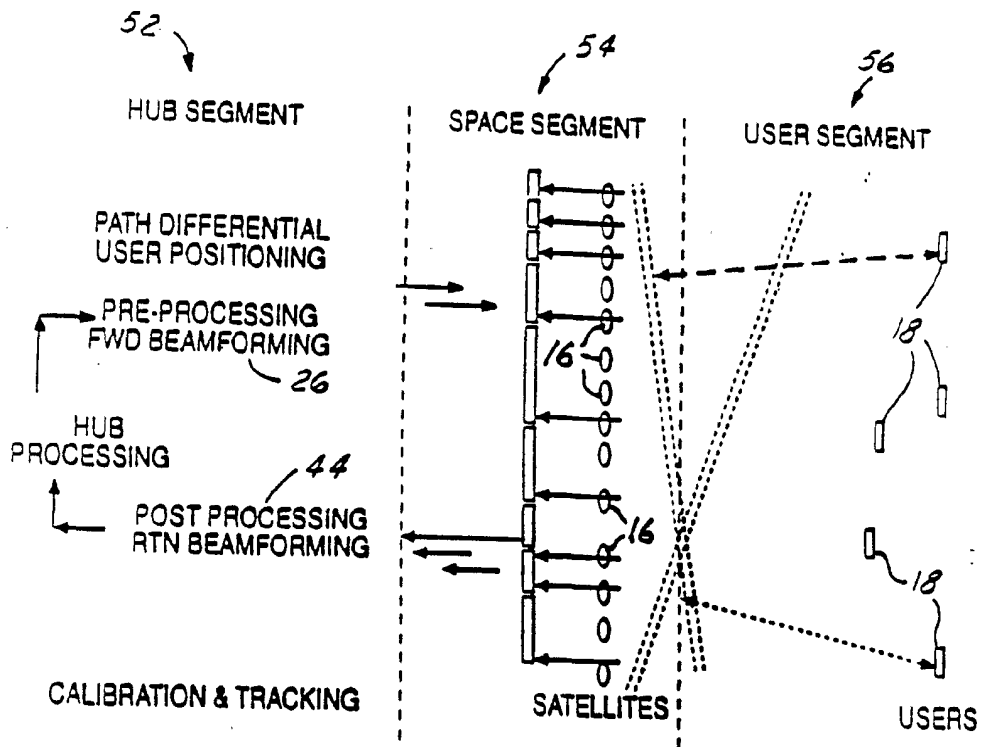 52
54
56
HUB SEGMENT
SPACE SEGMENT
USER SEGMENT
PATH DIFFERENTIAL
USER POSITIONING
PRE-PROCESSING
FWD BEAMFORMING
26
16
18
HUB
PROCESSING
44
POST PROCESSING
RTN BEAMFORMING
16
18
CALIBRATION & TRACKING
SATELLITES
USERS